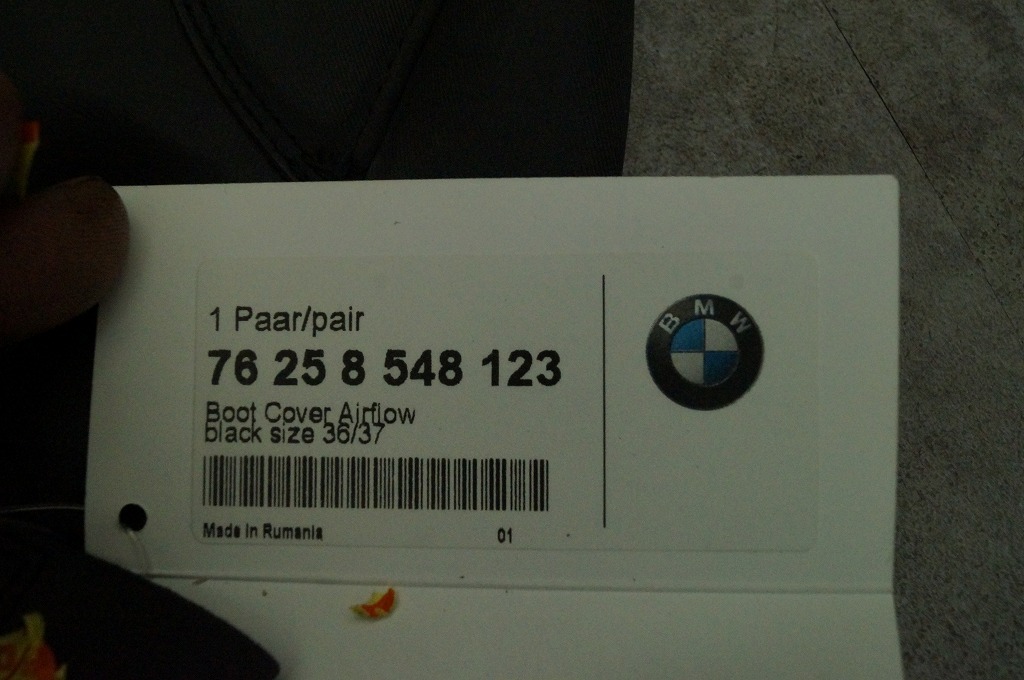 1 Paar/pair
76 25 8 548 123
Boot Cover Airflow
black size 36/37
Made in Rumania 01
BMW